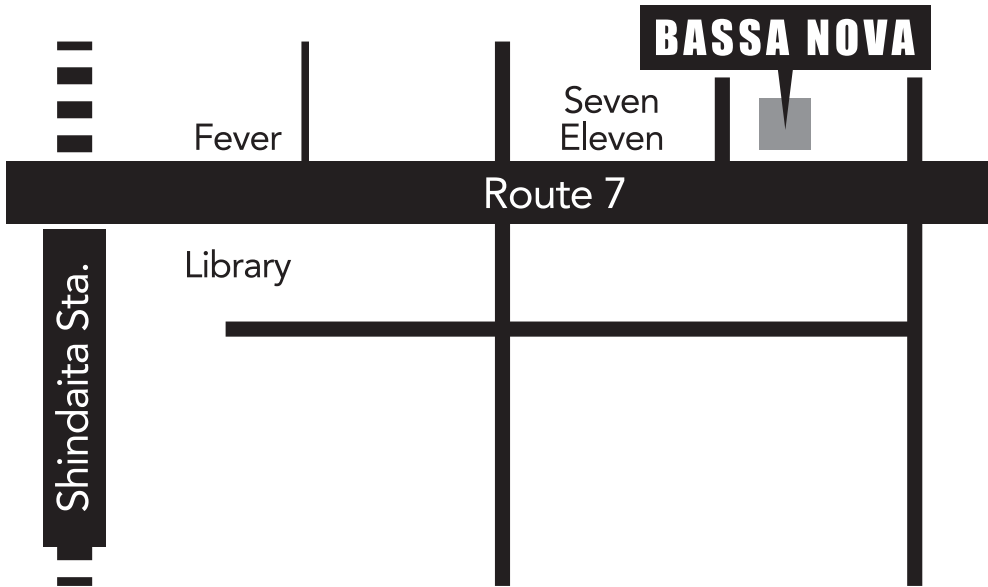 BASSA NOVA
Seven
Eleven
Fever
Route 7
Library
Shindaita Sta.